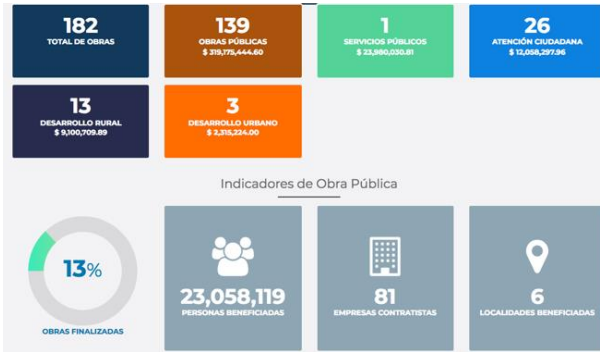 182
TOTAL DE OBRAS
139
OBRAS PÚBLICAS
$ 319,175,444.60
1
SERVICIOS PÚBLICOS
$ 23,980,030.81
26
ATENCIÓN CIUDADANA
$ 12,058,297.96
13
DESARROLLO RURAL
$ 9,100,709.89
3
DESARROLLO URBANO
$ 2,315,224.00
Indicadores de Obra Pública
13%
OBRAS FINALIZADAS
23,058,119
PERSONAS BENEFICIADAS
81
EMPRESAS CONTRATISTAS
6
LOCALIDADES BENEFICIADAS